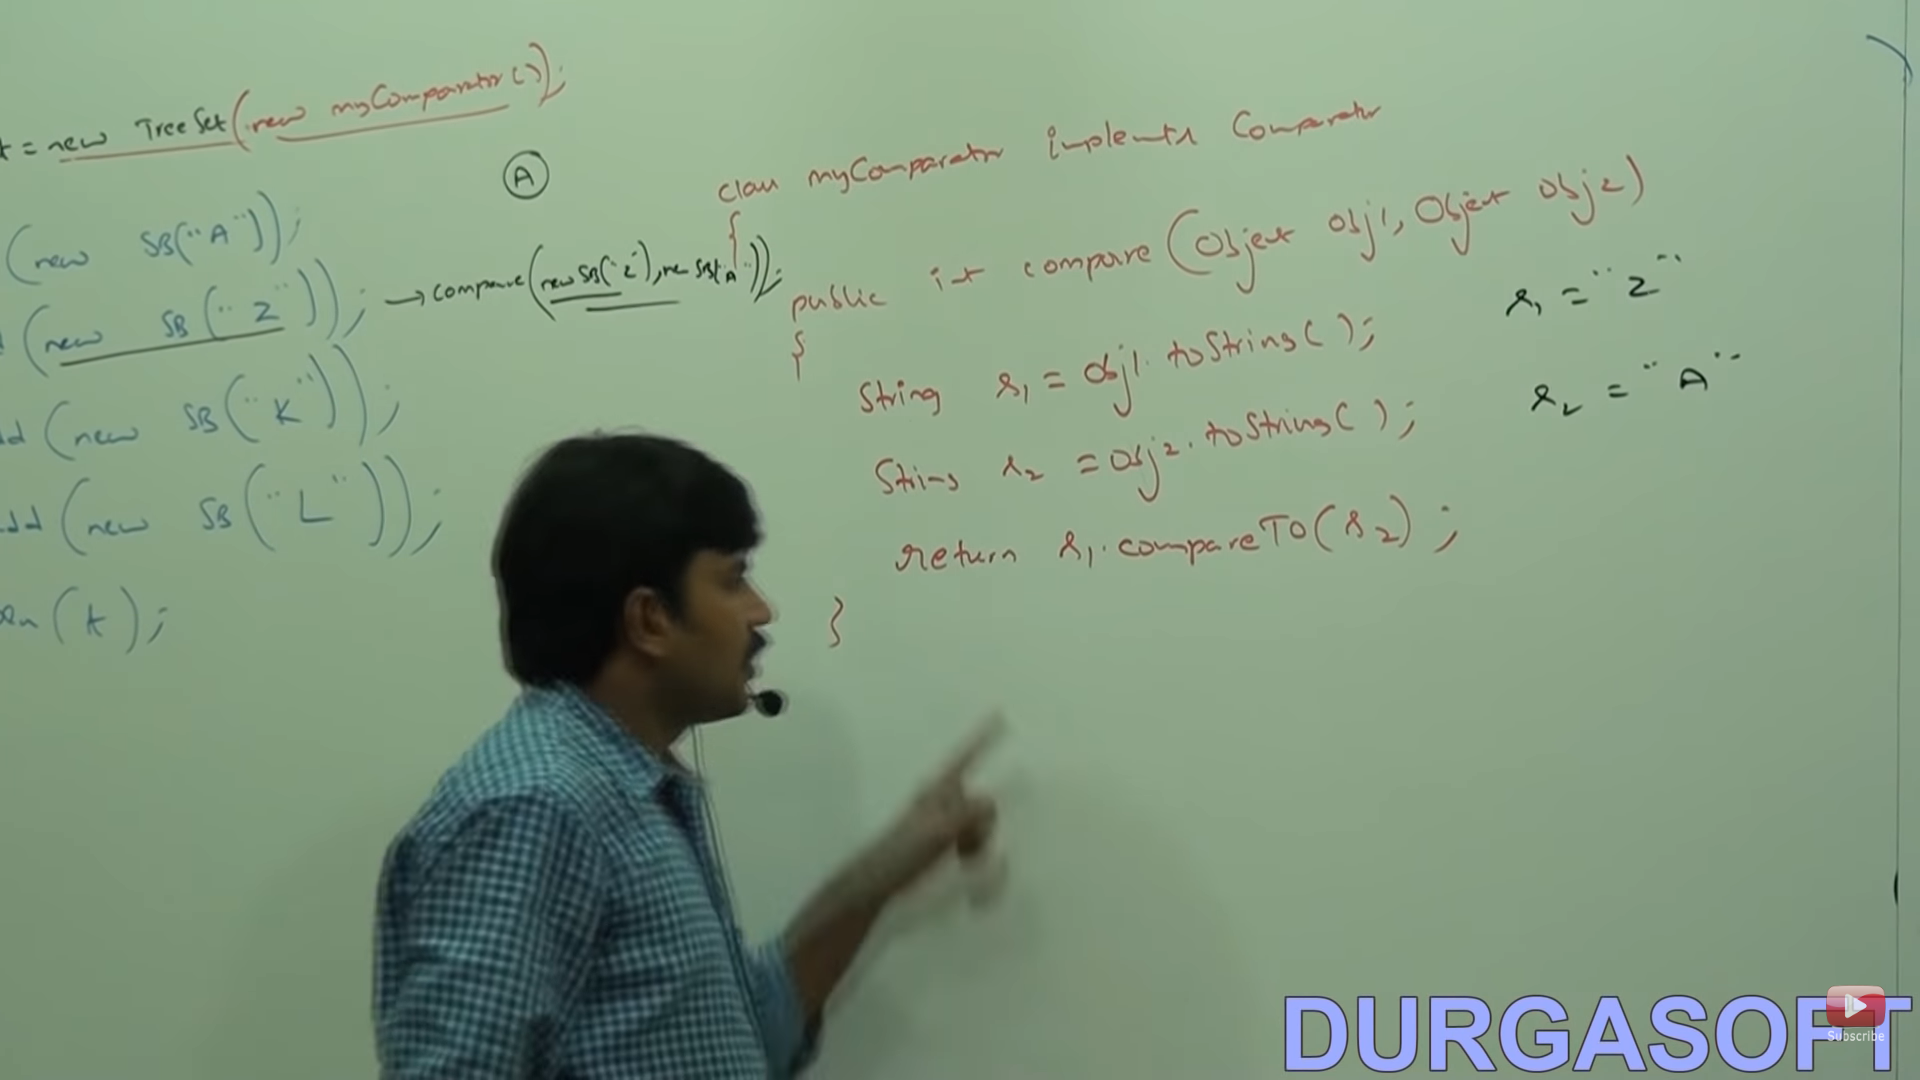 t = new TreeSet(new myComparator());
(new SB("A"));
(new SB("Z")); → compare(new SB("Z"), new SB("A"));
dd (new SB("K"));
dd (new SB("L"));
ln (t);
A
class myComparator implements Comparator
{
public int compare (Object obj1, Object obj2)
{
String s1 = obj1.toString( );
String s2 = obj2.toString( );
return s1.compareTo(s2);
}
s1 = "Z"
s2 = "A"
DURGASOFT
Subscribe